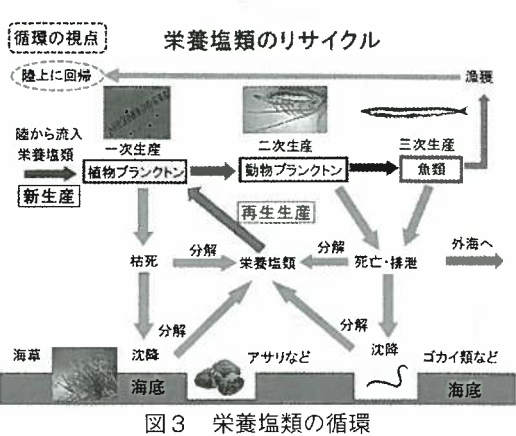 循環の視点
栄養塩類のリサイクル
陸上に回帰
漁獲
陸から流入
栄養塩類
一次生産
二次生産
三次生産
植物プランクトン
動物プランクトン
魚類
新生産
再生生産
枯死
分解
栄養塩類
分解
死亡・排泄
外海へ
分解
分解
海草
沈降
アサリなど
沈降
ゴカイ類など
海底
海底
図3 栄養塩類の循環